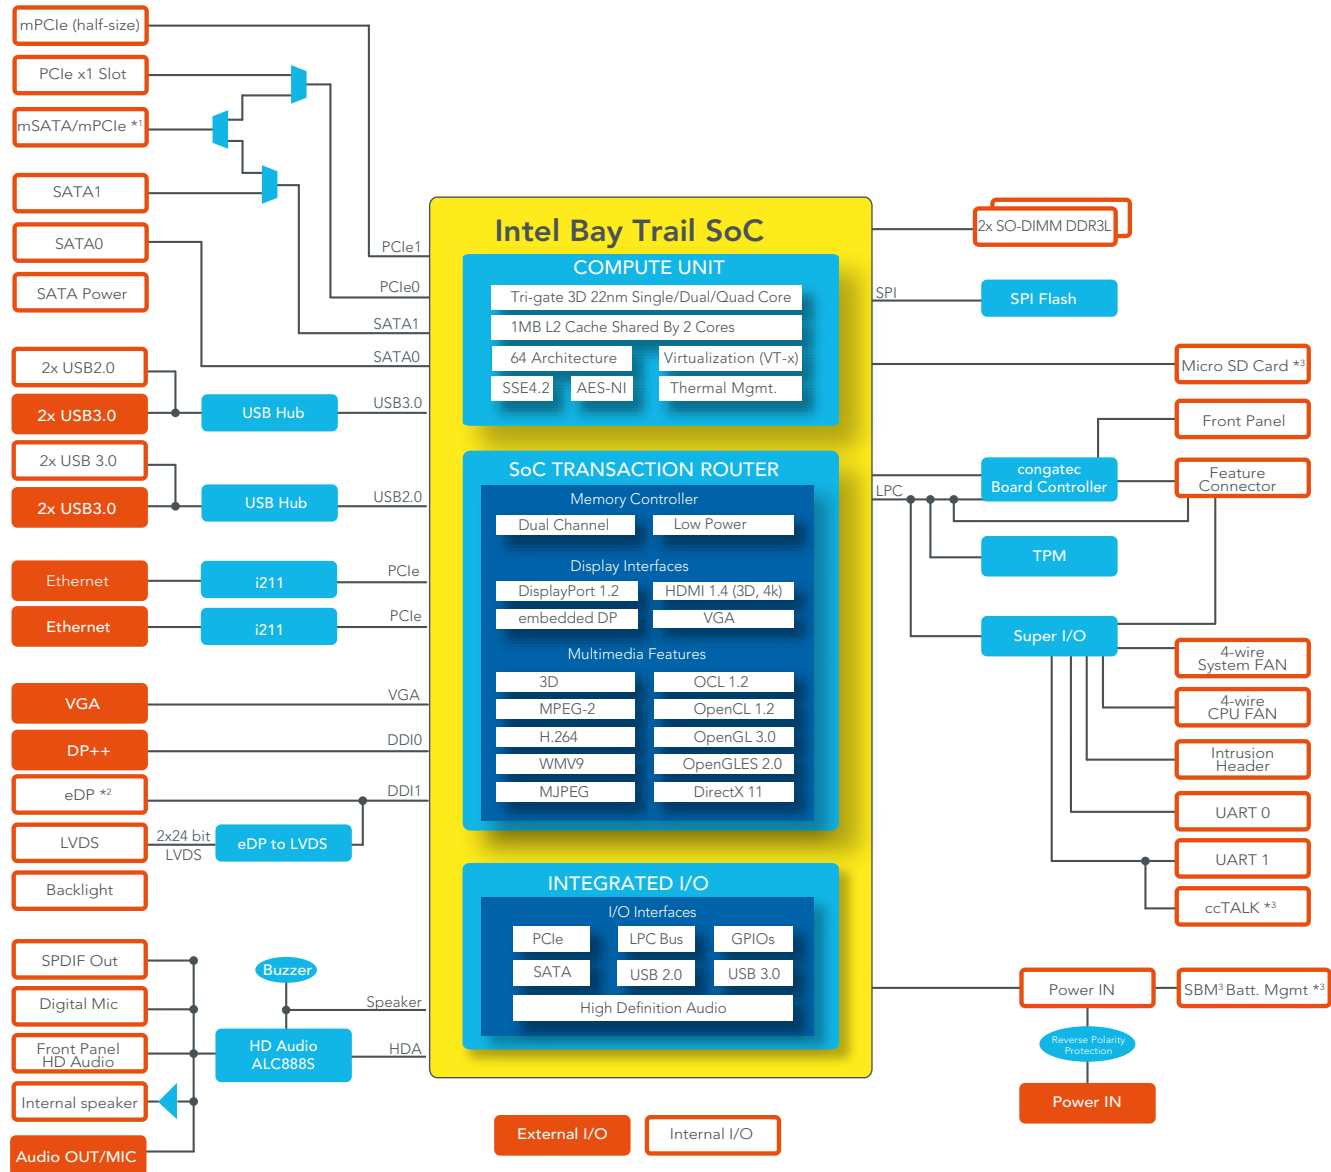 mPCIe (half-size)
PCIe x1 Slot
mSATA/mPCIe *1
SATA1
SATA0
SATA Power
2x USB2.0
2x USB3.0
2x USB 3.0
2x USB3.0
Ethernet
Ethernet
VGA
DP++
eDP *2
LVDS
Backlight
SPDIF Out
Digital Mic
Front Panel
HD Audio
Internal speaker
Audio OUT/MIC
USB Hub
USB Hub
i211
i211
2x24 bit
LVDS
eDP to LVDS
Buzzer
HD Audio
ALC888S
PCIe1
PCIe0
SATA1
SATA0
USB3.0
USB2.0
PCIe
PCIe
VGA
DDI0
DDI1
Speaker
HDA
Intel Bay Trail SoC
COMPUTE UNIT
Tri-gate 3D 22nm Single/Dual/Quad Core
1MB L2 Cache Shared By 2 Cores
64 Architecture
Virtualization (VT-x)
SSE4.2
AES-NI
Thermal Mgmt.
SoC TRANSACTION ROUTER
Memory Controller
Dual Channel
Low Power
Display Interfaces
DisplayPort 1.2
HDMI 1.4 (3D, 4k)
embedded DP
VGA
Multimedia Features
3D
OCL 1.2
MPEG-2
OpenCL 1.2
H.264
OpenGL 3.0
WMV9
OpenGLES 2.0
MJPEG
DirectX 11
INTEGRATED I/O
I/O Interfaces
PCIe
LPC Bus
GPIOs
SATA
USB 2.0
USB 3.0
High Definition Audio
External I/O
Internal I/O
SPI
LPC
2x SO-DIMM DDR3L
SPI Flash
Micro SD Card *3
Front Panel
congatec
Board Controller
Feature
Connector
TPM
Super I/O
4-wire
System FAN
4-wire
CPU FAN
Intrusion
Header
UART 0
UART 1
ccTALK *3
Power IN
SBM³ Batt. Mgmt *3
Reverse Polarity
Protection
Power IN